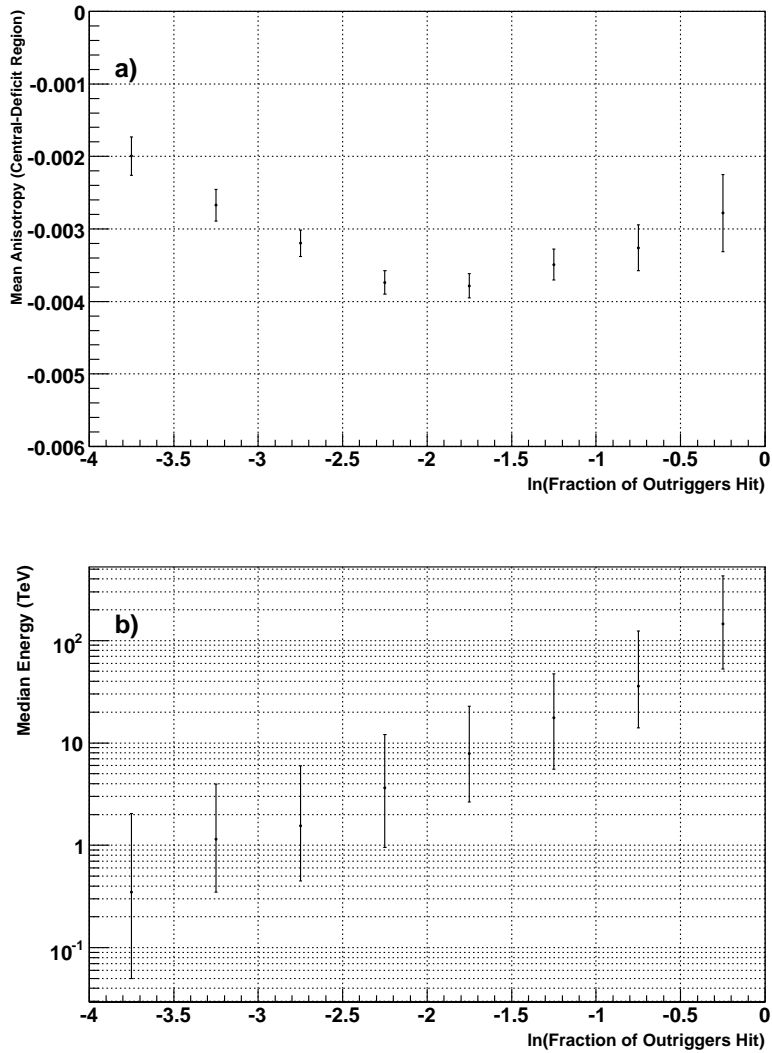 Mean Anisotropy (Central-Deficit Region)
a)
0
-0.001
-0.002
-0.003
-0.004
-0.005
-0.006
-4 -3.5 -3 -2.5 -2 -1.5 -1 -0.5 0
ln(Fraction of Outriggers Hit)
Median Energy (TeV)
b)
10²
10
1
10⁻¹
-4 -3.5 -3 -2.5 -2 -1.5 -1 -0.5 0
ln(Fraction of Outriggers Hit)